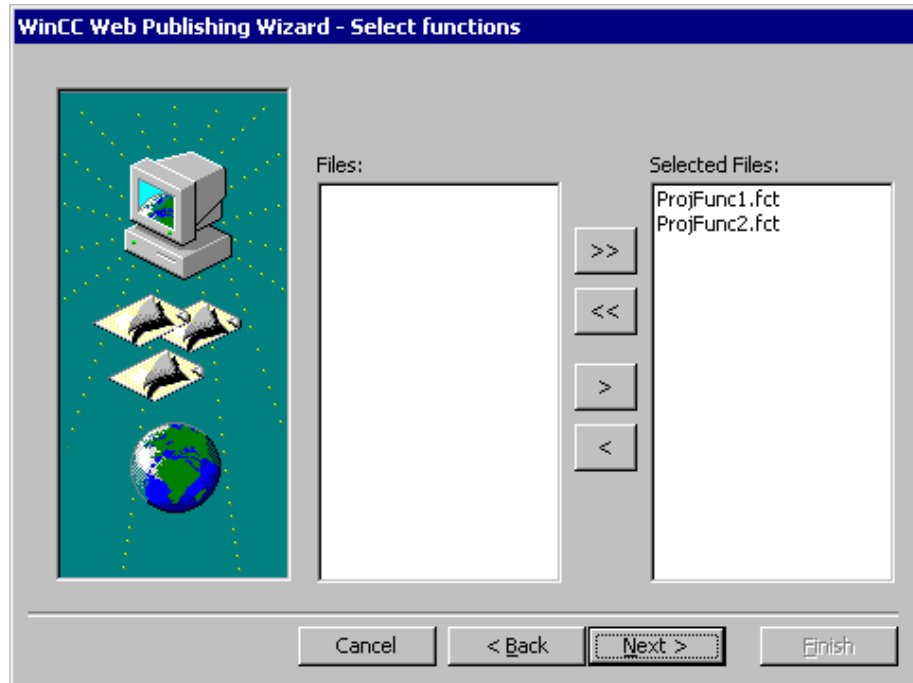 WinCC Web Publishing Wizard - Select functions
Files:
Selected Files:
ProjFunc1.fct
ProjFunc2.fct
>>
<<
>
<
Cancel
< Back
Next >
Finish